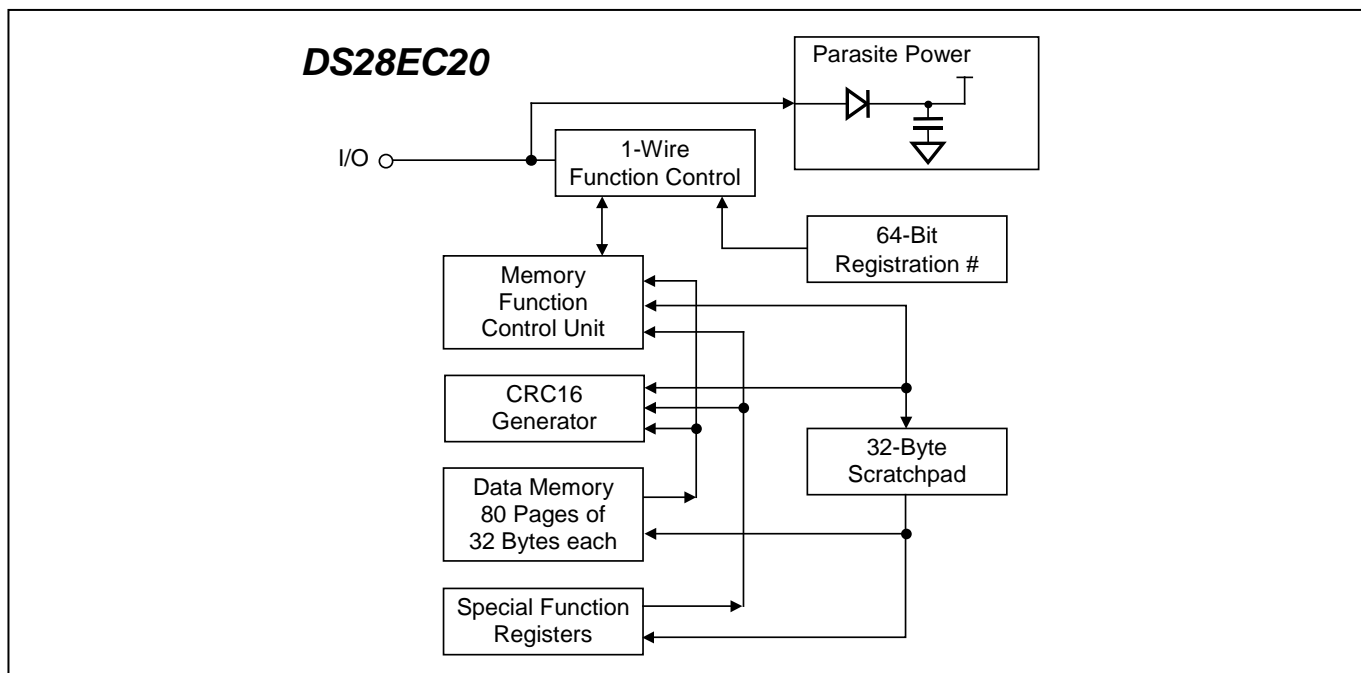 DS28EC20
Parasite Power
I/O
1-Wire
Function Control
64-Bit
Registration #
Memory
Function
Control Unit
CRC16
Generator
32-Byte
Scratchpad
Data Memory
80 Pages of
32 Bytes each
Special Function
Registers